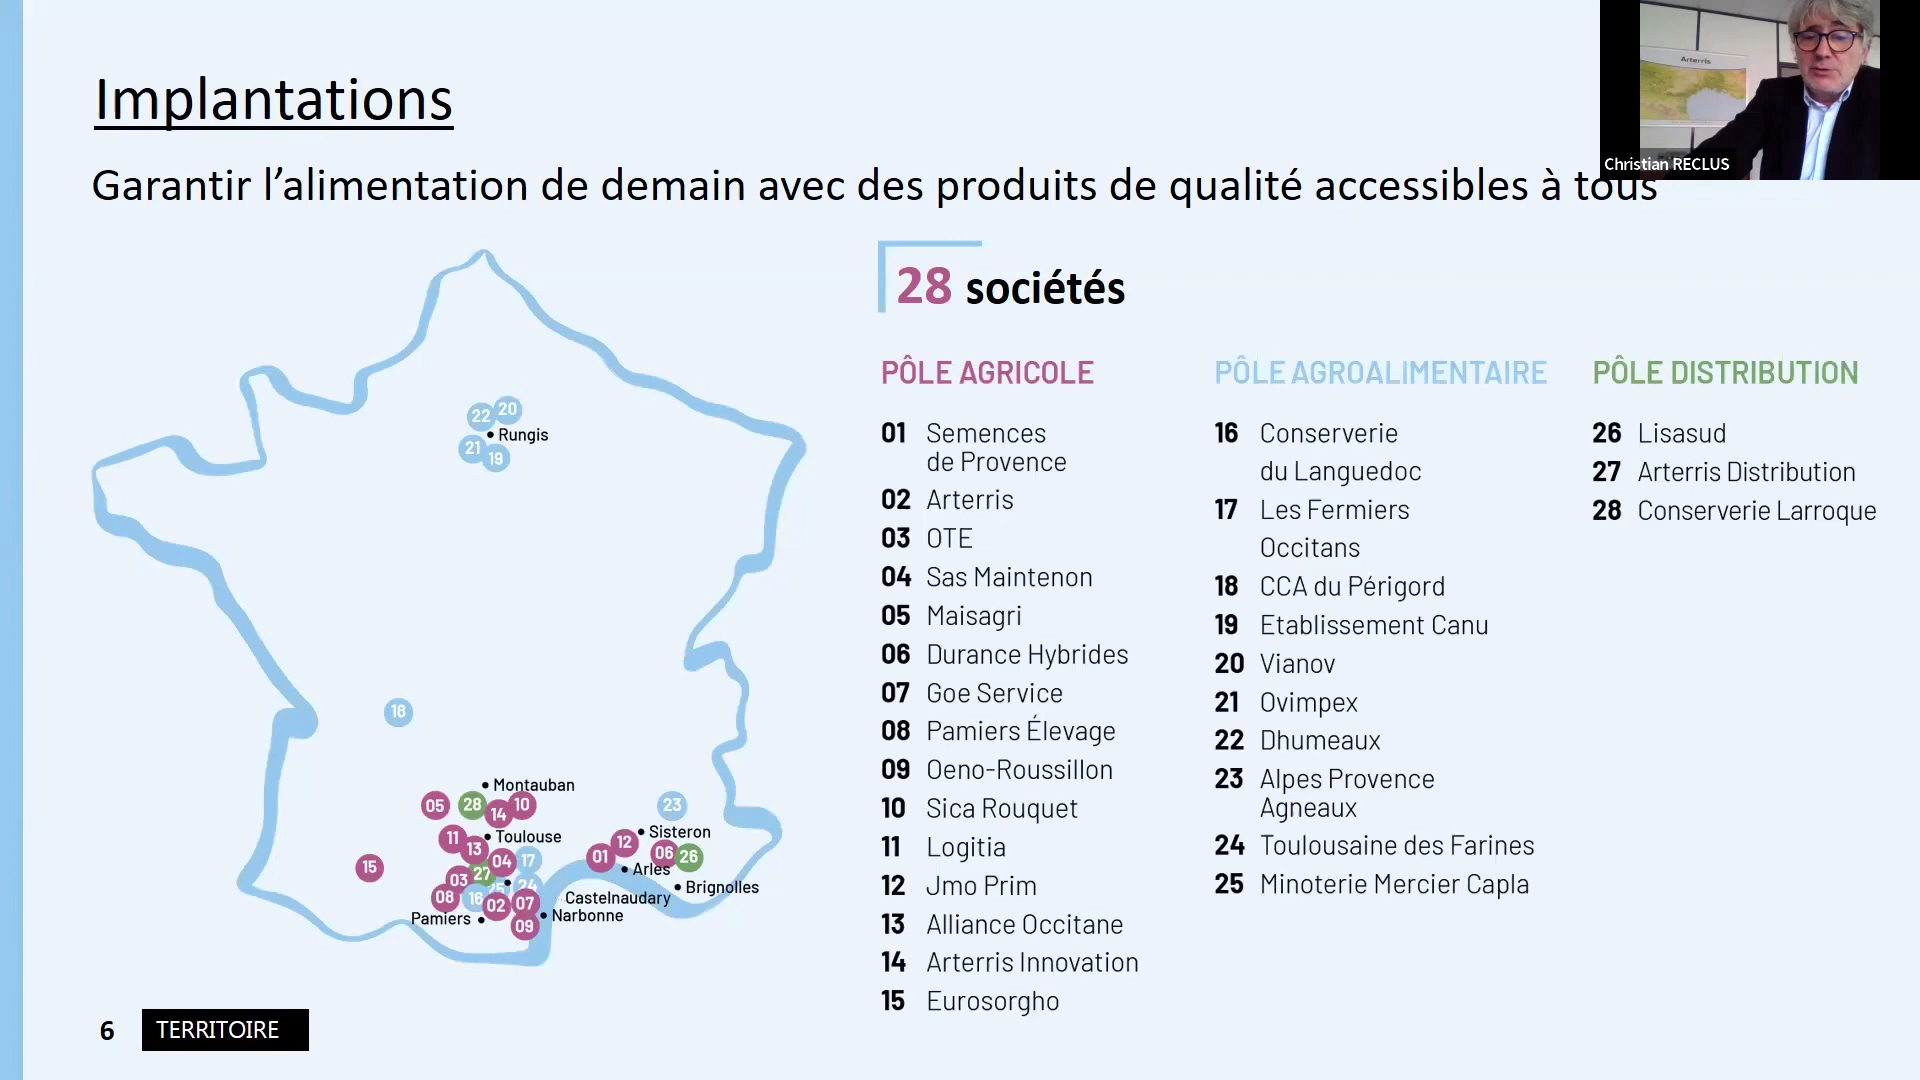 Implantations
Garantir l’alimentation de demain avec des produits de qualité accessibles à tous
Arterris
Christian RECLUS
28 sociétés
PÔLE AGRICOLE
01 Semences
de Provence
02 Arterris
03 OTE
04 Sas Maintenon
05 Maisagri
06 Durance Hybrides
07 Goe Service
08 Pamiers Élevage
09 Oeno-Roussillon
10 Sica Rouquet
11 Logitia
12 Jmo Prim
13 Alliance Occitane
14 Arterris Innovation
15 Eurosorgho
PÔLE AGROALIMENTAIRE
16 Conserverie
du Languedoc
17 Les Fermiers
Occitans
18 CCA du Périgord
19 Etablissement Canu
20 Vianov
21 Ovimpex
22 Dhumeaux
23 Alpes Provence
Agneaux
24 Toulousaine des Farines
25 Minoterie Mercier Capla
PÔLE DISTRIBUTION
26 Lisasud
27 Arterris Distribution
28 Conserverie Larroque
22 20
Rungis
21 19
18
Montauban
05 28 14 10
23
11 Toulouse
13
12 Sisteron
01 06 26
15
04 17
Arles
03 27
25 24
Brignolles
08 16 02 07
Castelnaudary
Pamiers
Narbonne
09
6 TERRITOIRE